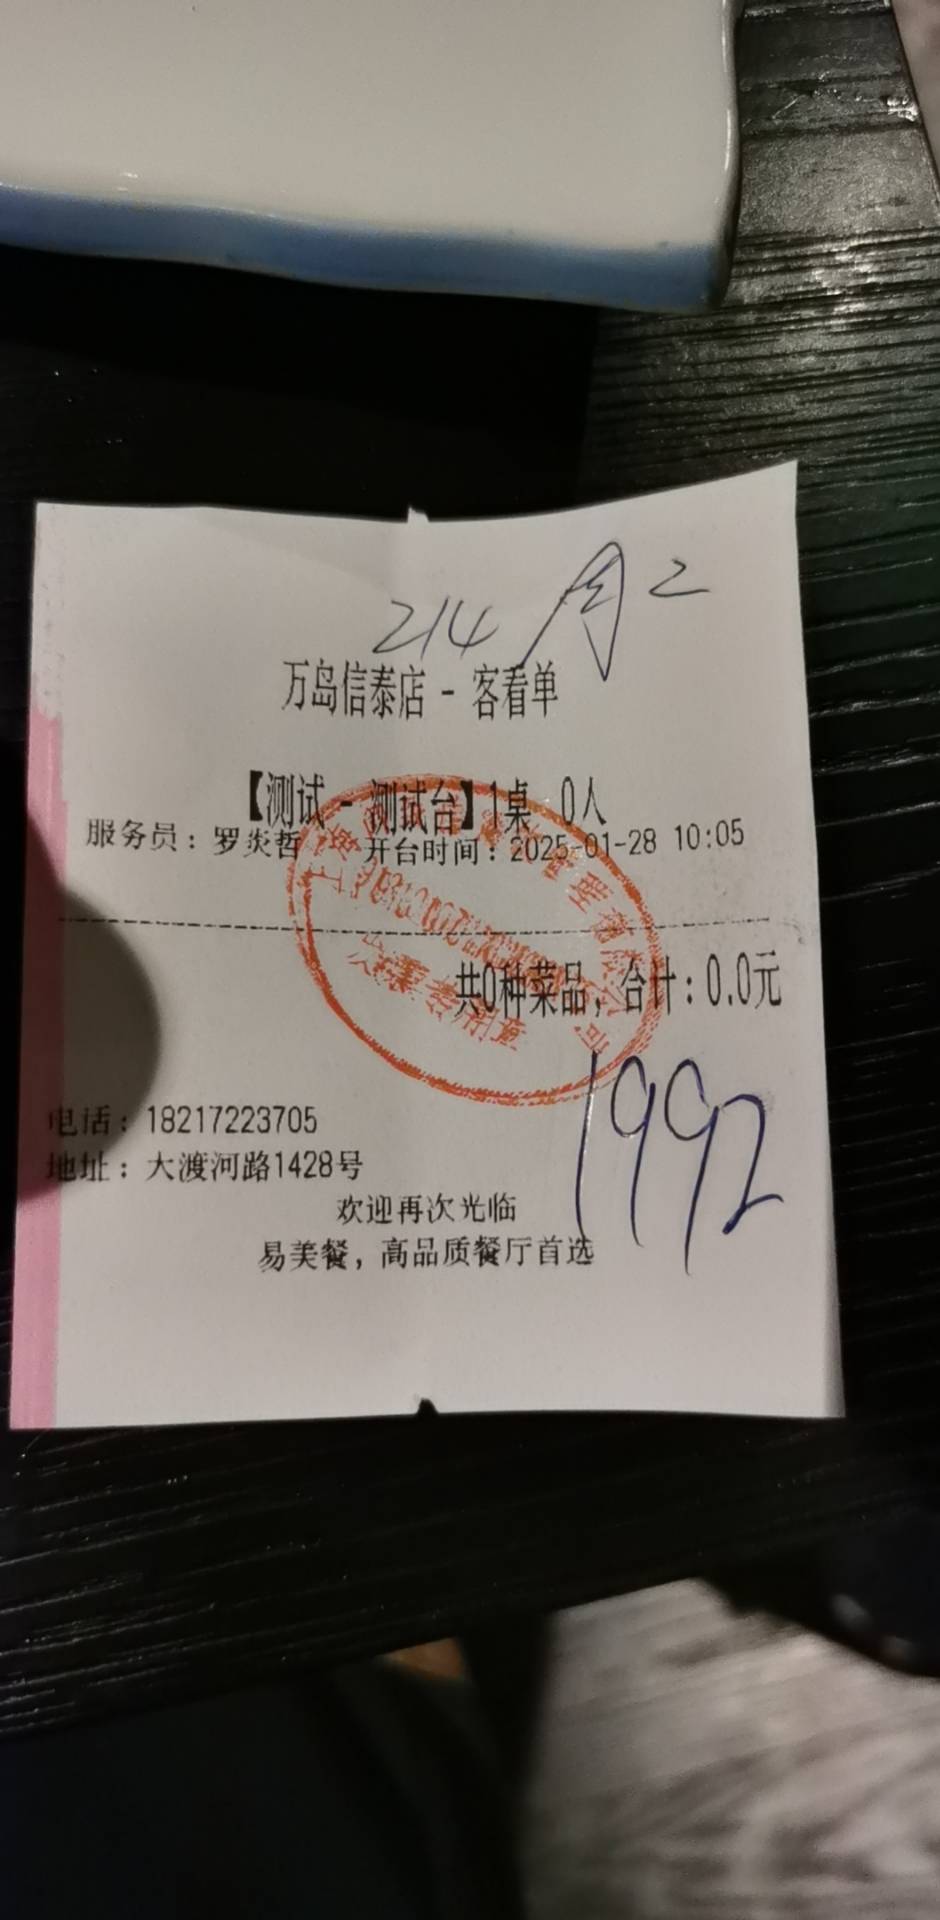 214 周二
万岛信泰店 - 客看单
【测试 - 测试台】1桌 0人
服务员：罗炎哲 开台时间：2025-01-28 10:05
共0种菜品，合计：0.0元
1992
电话：18217223705
地址：大渡河路1428号
欢迎再次光临
易美餐，高品质餐厅首选